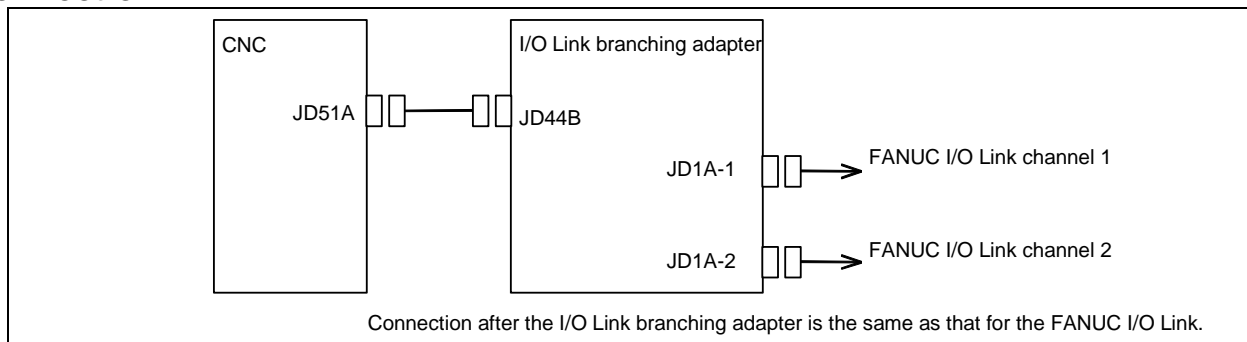 CNC
I/O Link branching adapter
JD51A
JD44B
JD1A-1
FANUC I/O Link channel 1
JD1A-2
FANUC I/O Link channel 2
Connection after the I/O Link branching adapter is the same as that for the FANUC I/O Link.